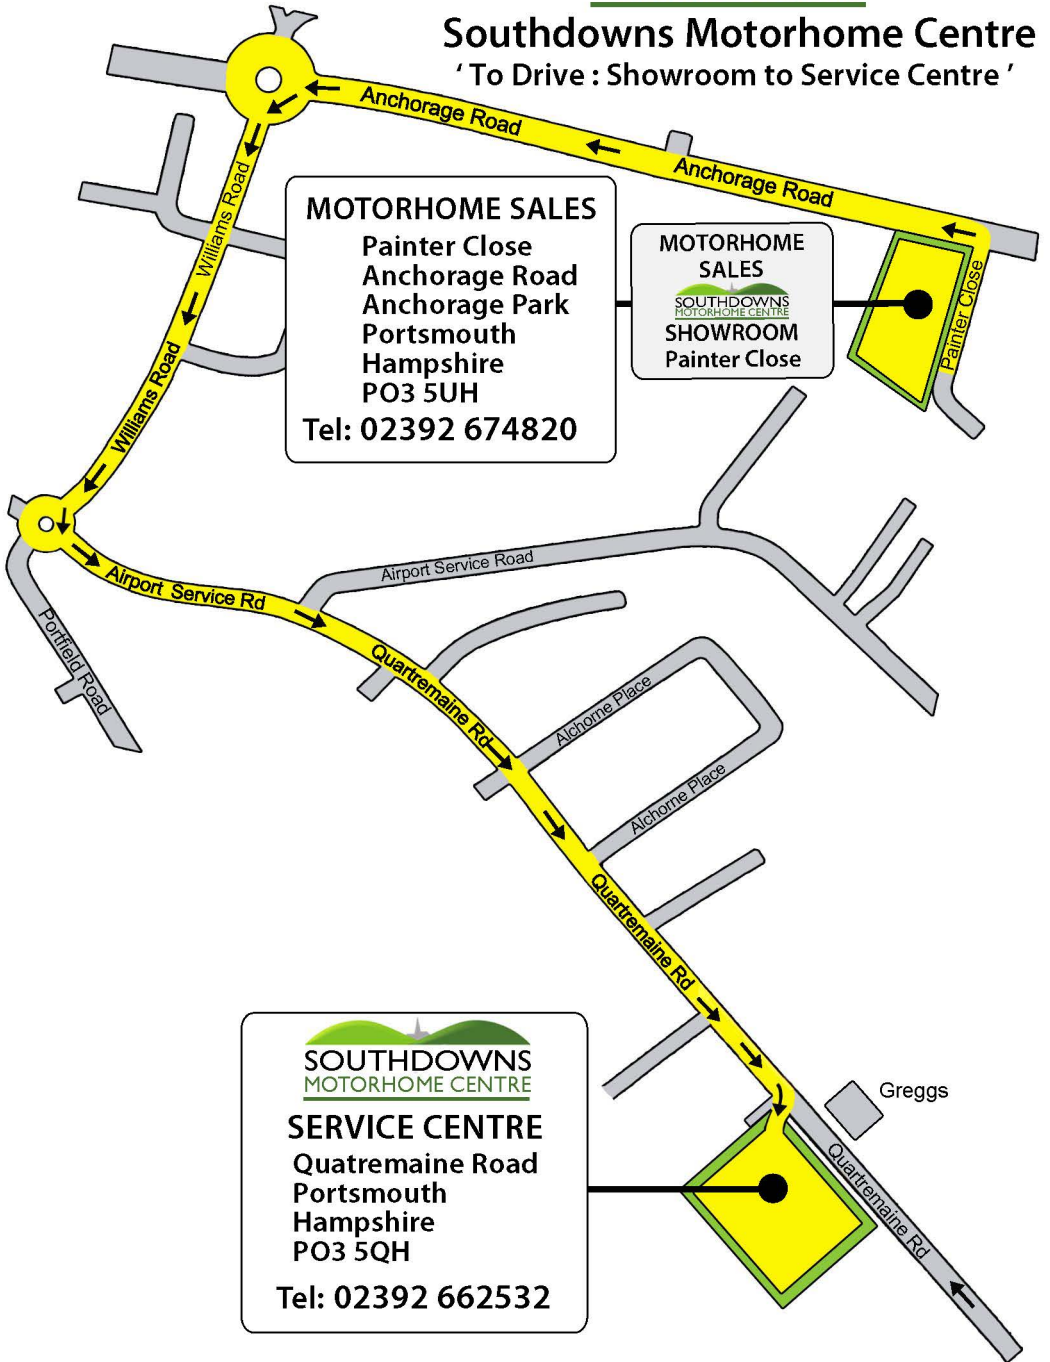 Southdowns Motorhome Centre
' To Drive : Showroom to Service Centre '
Anchorage Road
Anchorage Road
Williams Road
Williams Road
MOTORHOME SALES
Painter Close
Anchorage Road
Anchorage Park
Portsmouth
Hampshire
PO3 5UH
Tel: 02392 674820
MOTORHOME
SALES
SOUTHDOWNS
MOTORHOME CENTRE
SHOWROOM
Painter Close
Painter Close
Airport Service Road
Airport Service Rd
Portfield Road
Quartremaine Rd
Alchorne Place
Alchorne Place
Quartremaine Rd
SOUTHDOWNS
MOTORHOME CENTRE
SERVICE CENTRE
Quatremaine Road
Portsmouth
Hampshire
PO3 5QH
Tel: 02392 662532
Greggs
Quartremaine Rd